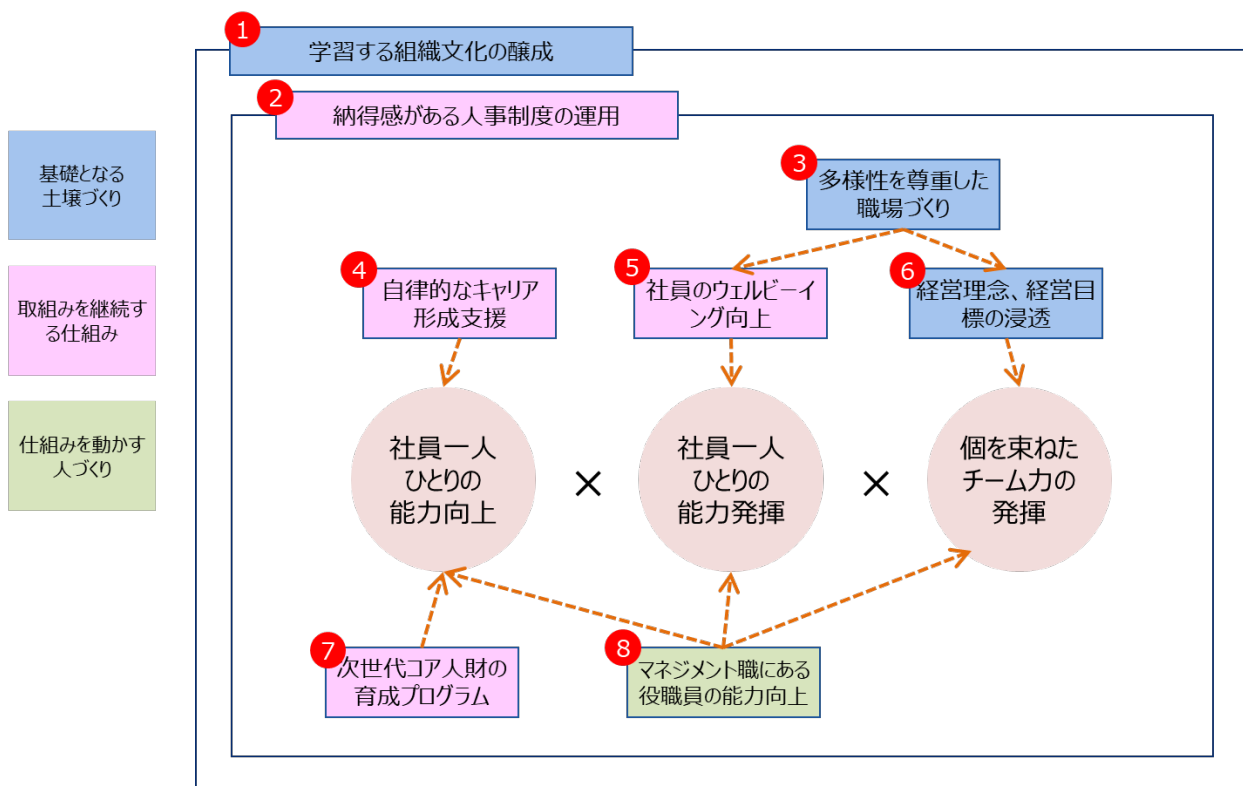 1
学習する組織文化の醸成
2
納得感がある人事制度の運用
基礎となる
土壌づくり
取組みを継続す
る仕組み
仕組みを動かす
人づくり
3
多様性を尊重した
職場づくり
4
自律的なキャリア
形成支援
5
社員のウェルビーイ
ング向上
6
経営理念、経営目
標の浸透
社員一人
ひとりの
能力向上
×
社員一人
ひとりの
能力発揮
×
個を束ねた
チーム力の
発揮
7
次世代コア人財の
育成プログラム
8
マネジメント職にある
役職員の能力向上